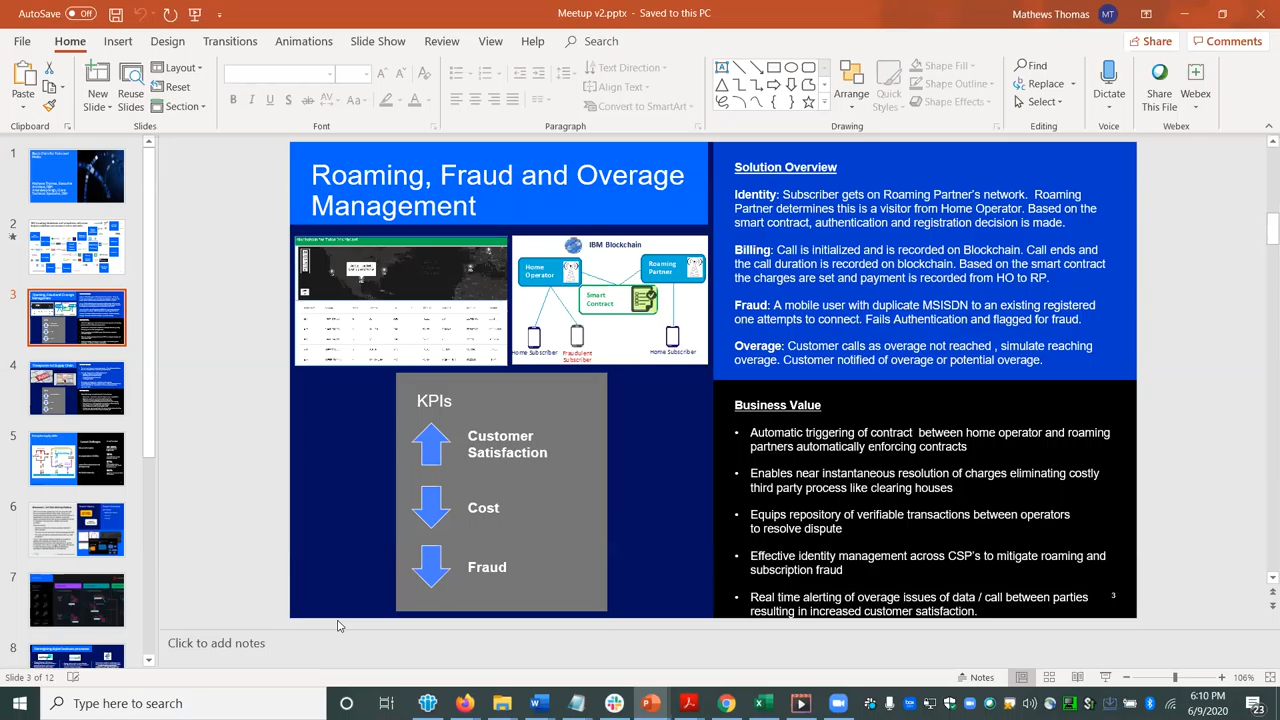 AutoSave Off
Meetup v2.pptx - Saved to this PC
Mathews Thomas MT
File Home Insert Draw Design Transitions Animations Slide Show Review View Help Search
Share Comments
Paste
New Slide
Reuse Slides
Layout
Reset
Section
Text Direction
Align Text
Convert to SmartArt
Arrange
Quick Styles
Shape Fill
Shape Outline
Shape Effects
Find
Replace
Select
Dictate
Share This File
Share Webex
Clipboard
Slides
Font
Paragraph
Drawing
Editing
Voice
Webex
4
5
6
7
8
Roaming, Fraud and Overage
Management
IBM Blockchain
Home
Operator
Roaming
Partner
Smart
Contract
Home Subscriber
Fraudulent
Subscriber
Home Subscriber
KPIs
Customer
Satisfaction
Cost
Fraud
Solution Overview
Identity: Subscriber gets on Roaming Partner's network. Roaming
Partner determines this is a visitor from Home Operator. Based on the
smart contract ,authentication and billing decision is made.
Billing: Call is initialized and is recorded on Blockchain. Call ends and
the call duration is recorded on blockchain. Based on the smart contract
the charges are set and payment is recorded from HO to RP.
Fraud: A mobile user with duplicate MSISDN to an existing registered
one attempts to connect. Fails Authentication and flagged for fraud.
Overage: Customer calls as overage not reached , simulate reaching
overage. Customer notified of overage or potential overage.
Business Value
• Automatic triggering of contract between home operator and roaming
partners automatically enforcing contracts
• Enables near instantaneous resolution of charges eliminating costly
third party process like clearing houses
• Single repository of verifiable transactions between operators
to resolve dispute
• Effective identity management across CSP's to mitigate roaming and
subscription fraud
• Real time alerting of overage issues of data / call between parties
resulting in increased customer satisfaction.
3
Click to add notes
Slide 3 of 12
Notes
106%
Type here to search
6:10 PM
6/9/2020
23